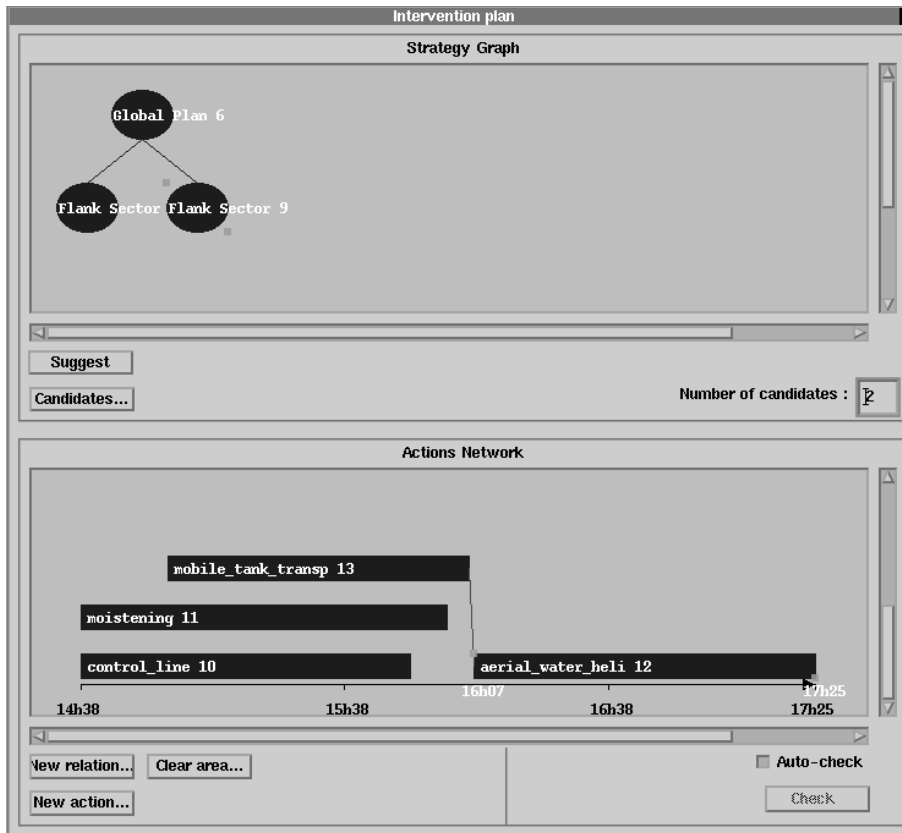 Intervention plan
Strategy Graph
Global Plan 6
Flank Sector Flank Sector 9
Suggest
Candidates...
Number of candidates : 2
Actions Network
mobile_tank_transp 13
moistening 11
control_line 10
aerial_water_heli 12
16h07 17h25
14h38 15h38 16h38 17h25
New relation... Clear area...
Auto-check
New action...
Check